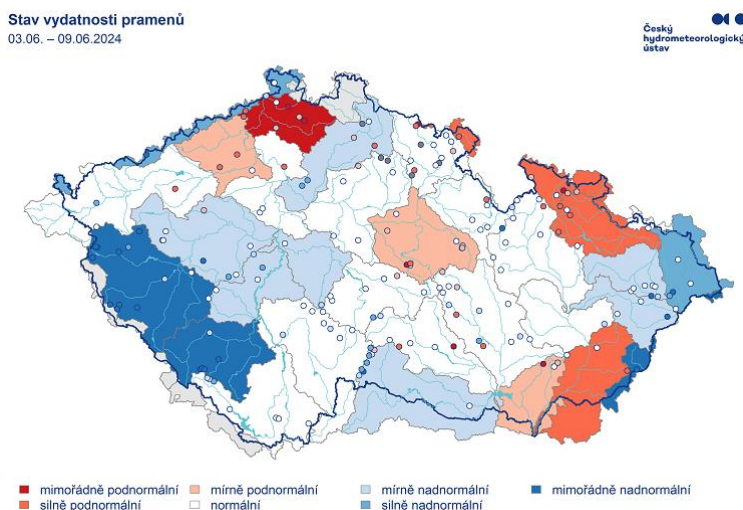 Stav vydatnosti pramenů
03.06. – 09.06.2024
Český
hydrometeorologický
ústav
mimořádně podnormální
mírně podnormální
mírně nadnormální
mimořádně nadnormální
silně podnormální
normální
silně nadnormální